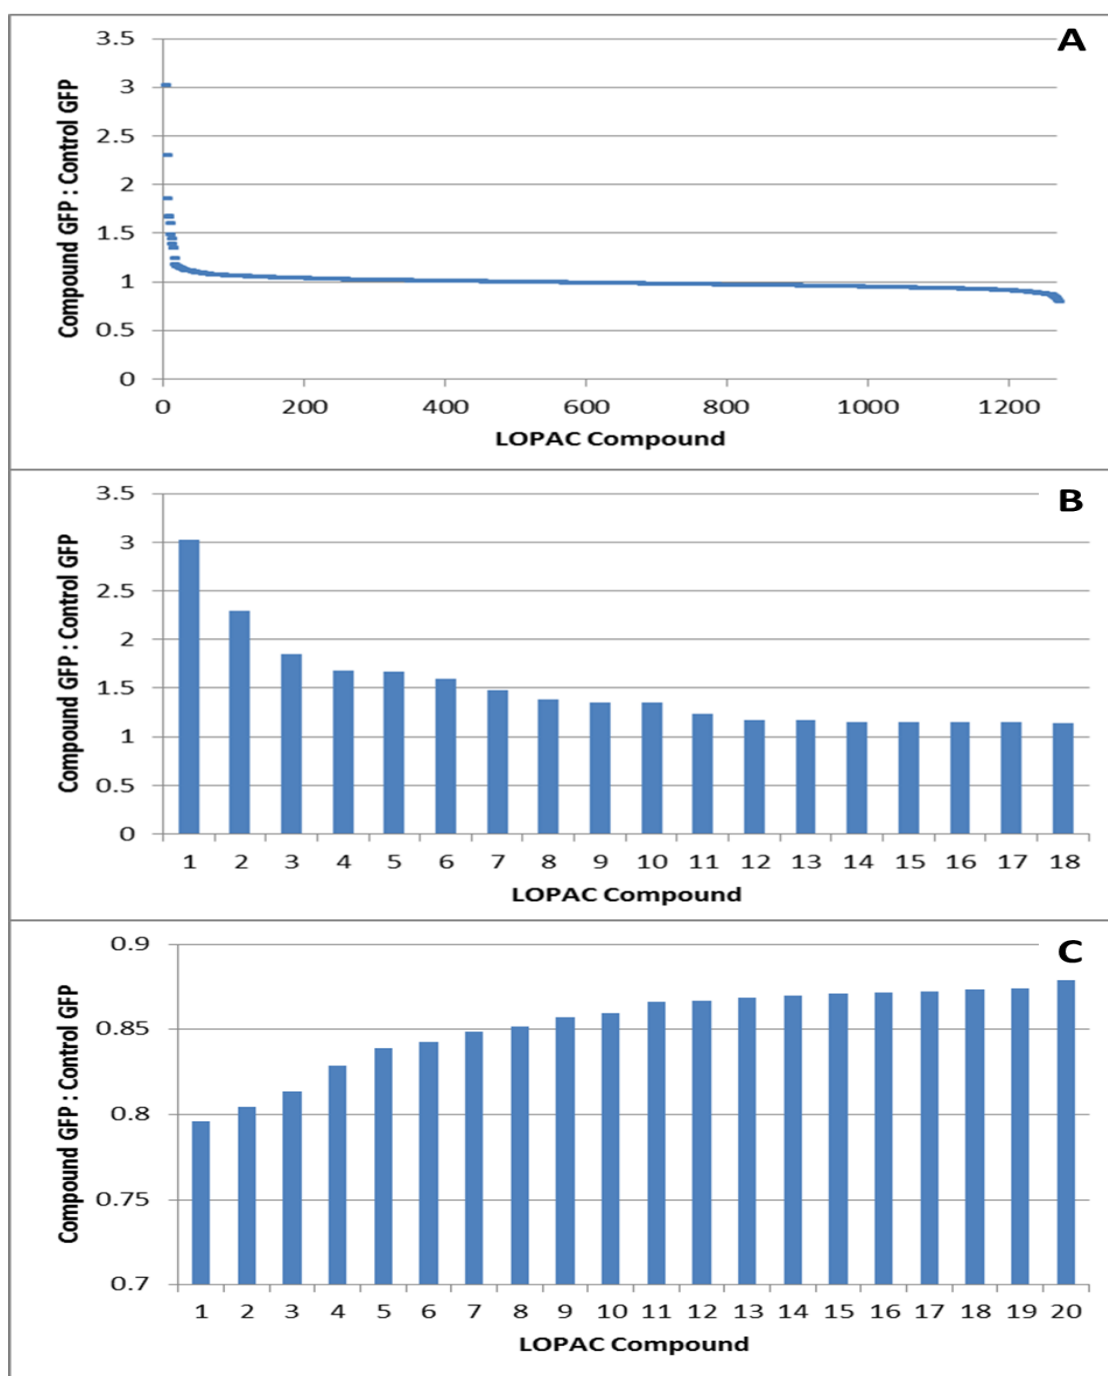 A
Compound GFP : Control GFP
3.5
3
2.5
2
1.5
1
0.5
0
0 200 400 600 800 1000 1200
LOPAC Compound
B
Compound GFP : Control GFP
3.5
3
2.5
2
1.5
1
0.5
0
1 2 3 4 5 6 7 8 9 10 11 12 13 14 15 16 17 18
LOPAC Compound
C
Compound GFP : Control GFP
0.9
0.85
0.8
0.75
0.7
1 2 3 4 5 6 7 8 9 10 11 12 13 14 15 16 17 18 19 20
LOPAC Compound